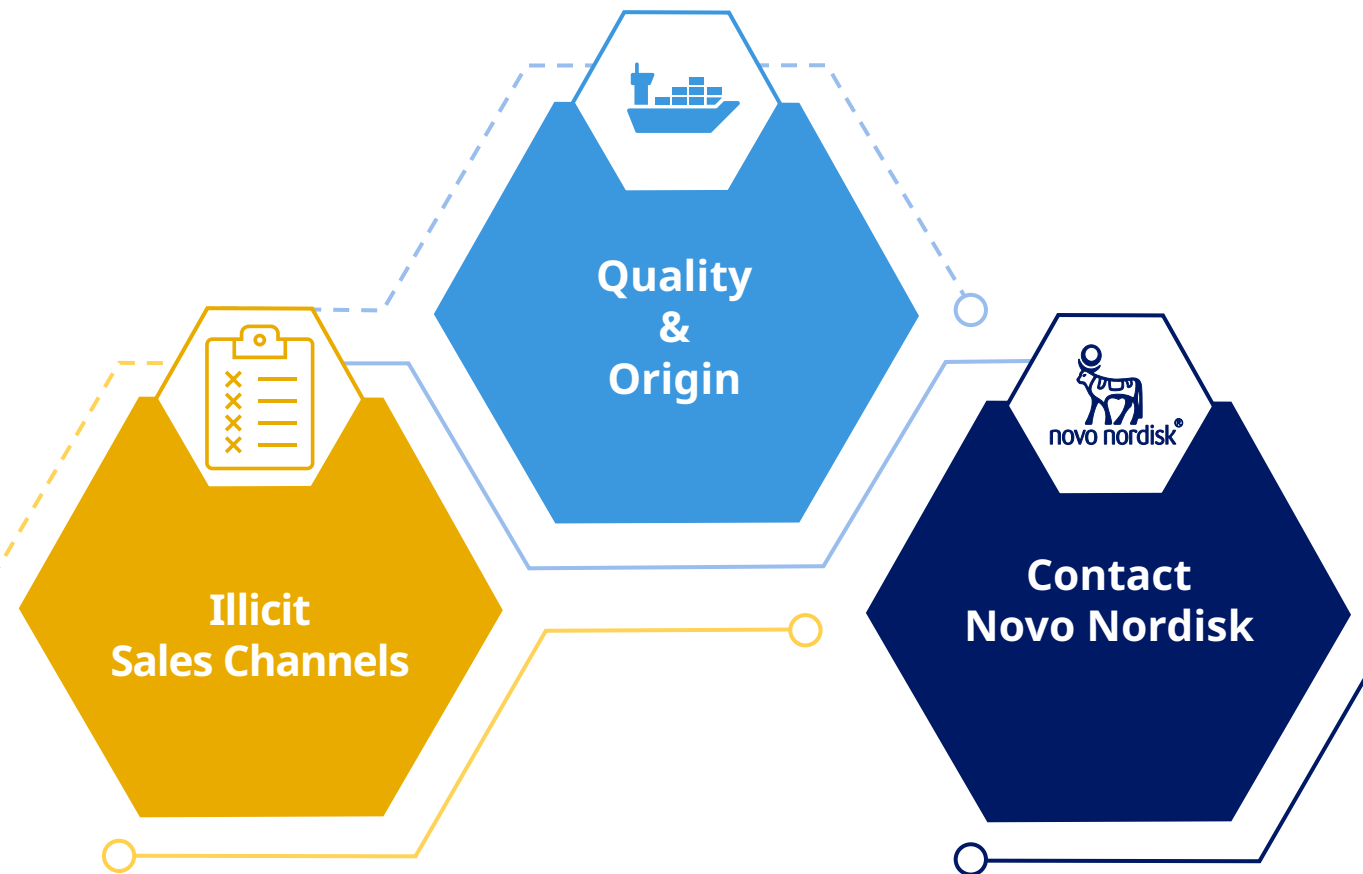 Quality
&
Origin
Illicit
Sales Channels
novo nordisk®
Contact
Novo Nordisk